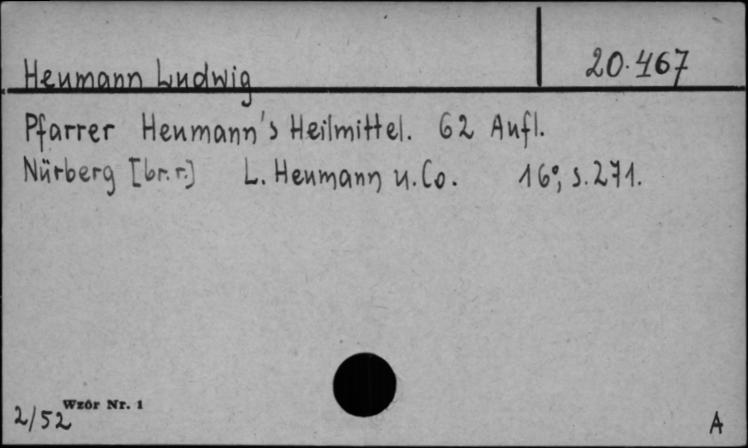 Heumann Ludwig
20.467
Pfarrer Heumann's Heilmittel. 62 Aufl.
Nürberg [br.r.] L. Heumann u. Co. 16°, s. 271.
Wzór Nr. 1
2/52
A